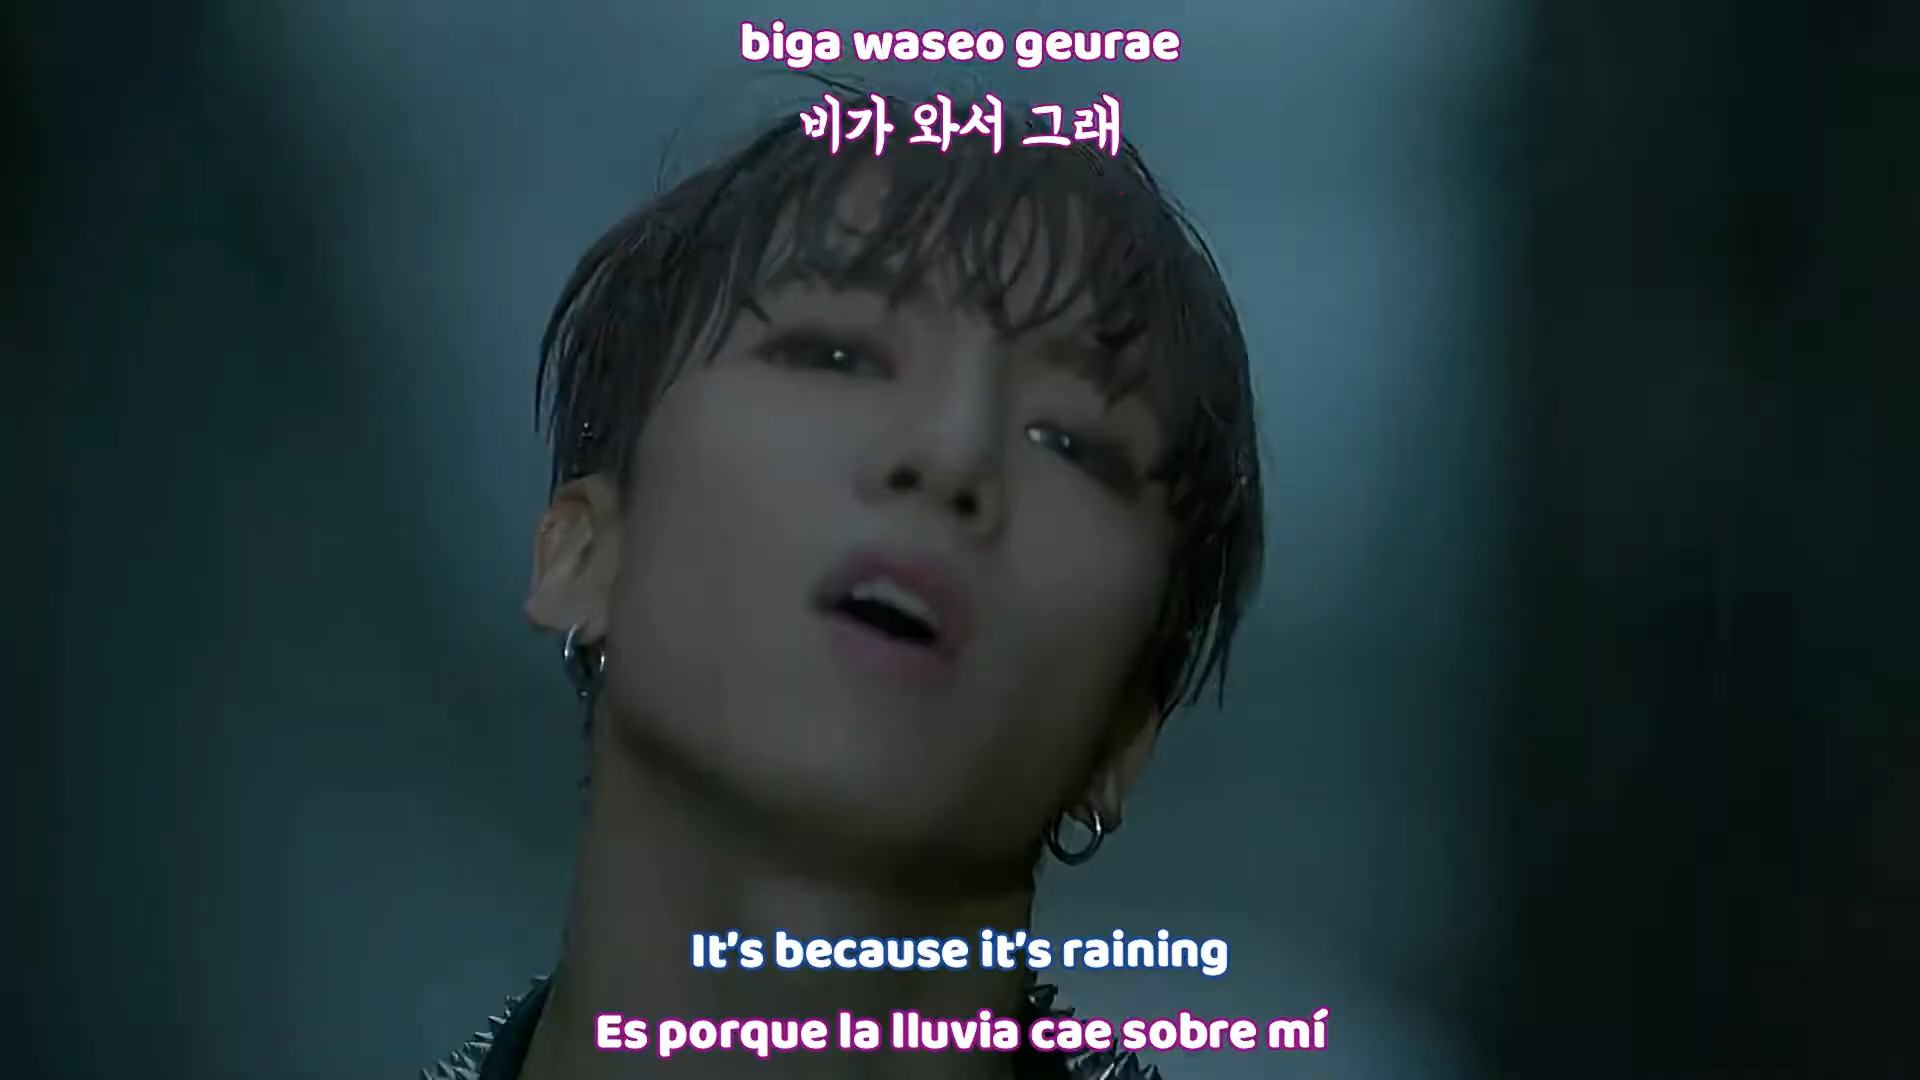 biga waseo geurae
비가 와서 그래
It's because it's raining
Es porque la lluvia cae sobre mí